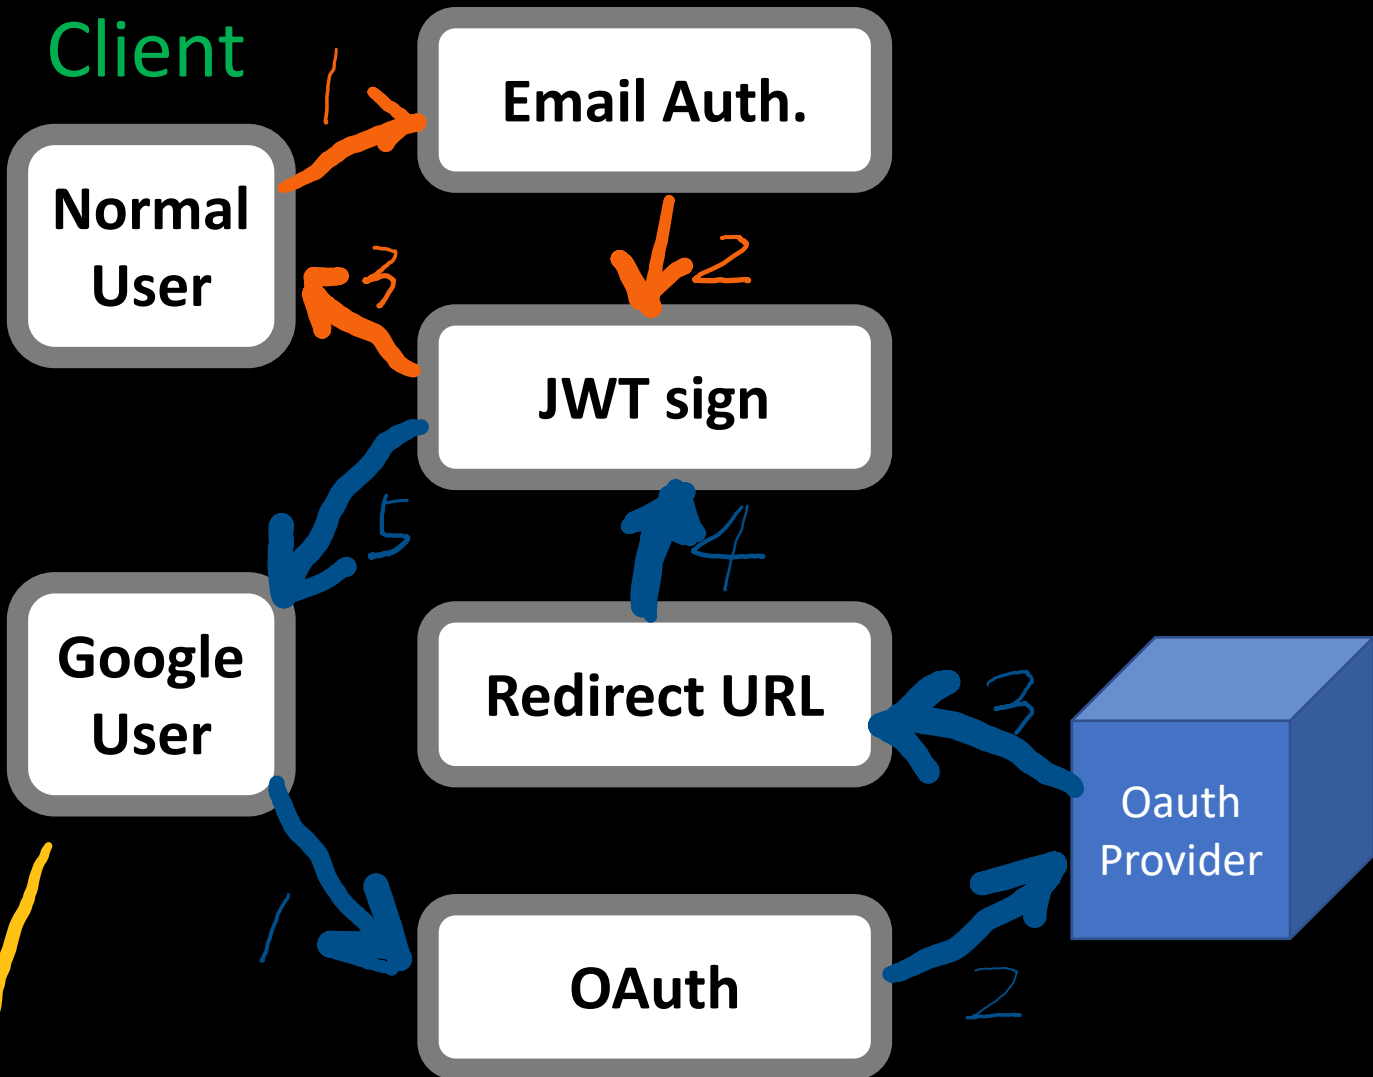 Client
1
Email Auth.
Normal
User
2
3
JWT sign
5
4
Google
User
Redirect URL
3
Oauth
Provider
1
OAuth
2